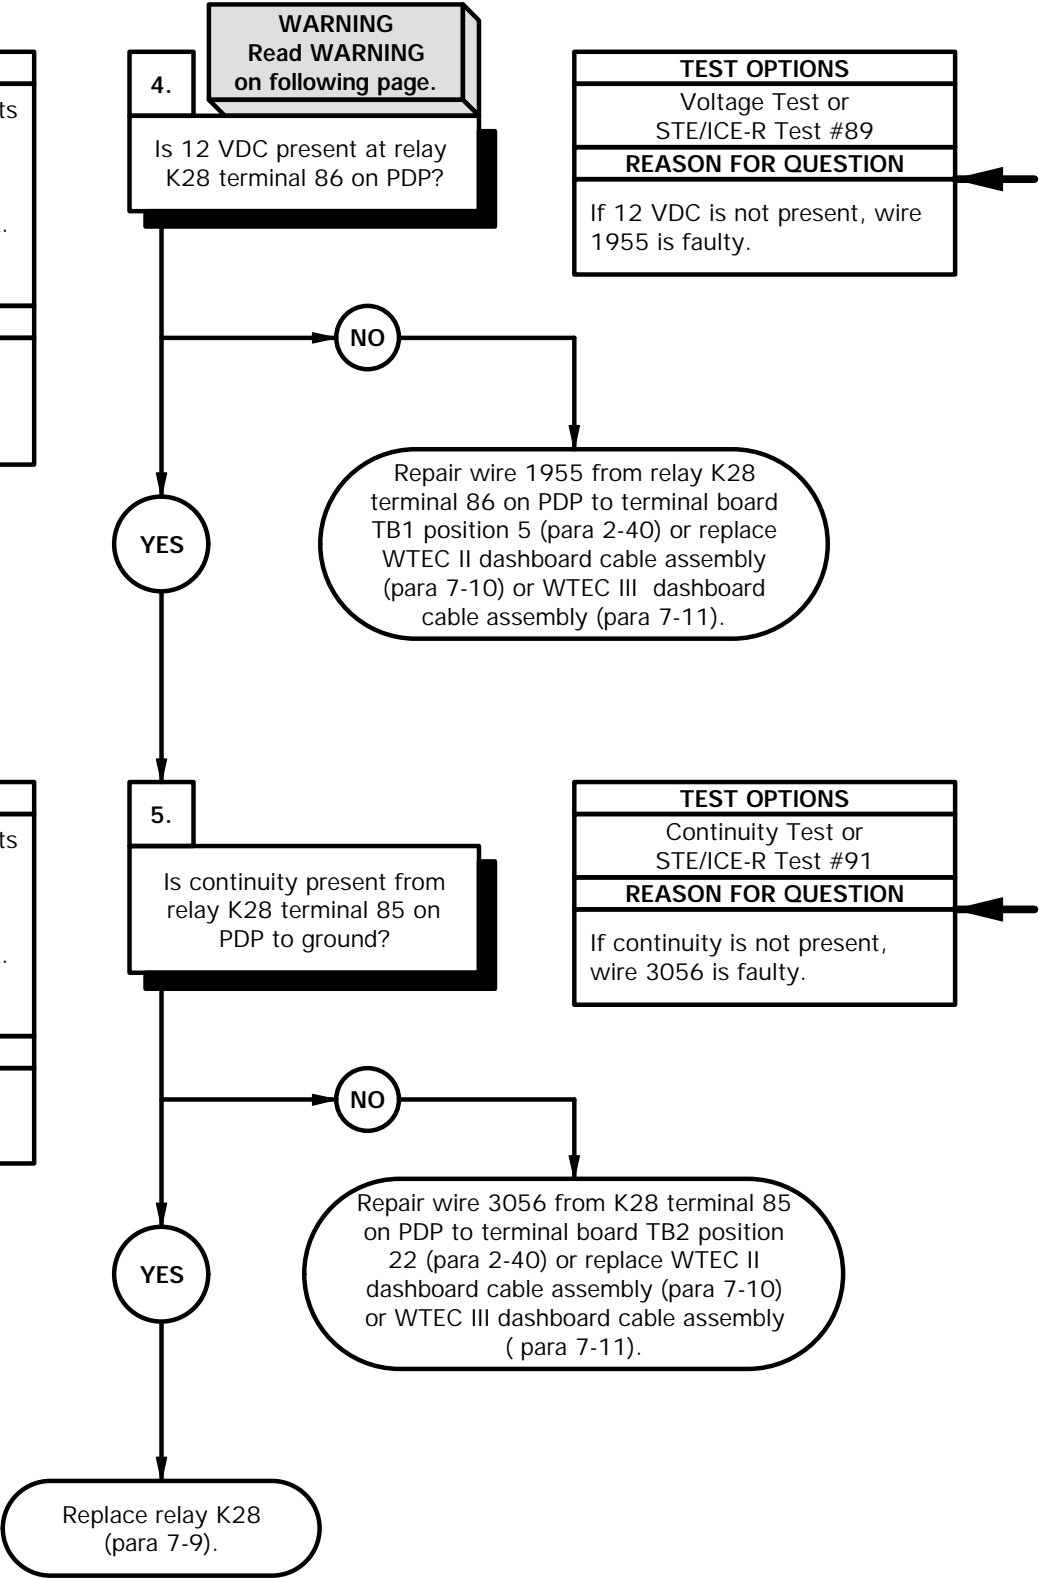 WARNING
Read WARNING
on following page.
4.
Is 12 VDC present at relay
K28 terminal 86 on PDP?
TEST OPTIONS
Voltage Test or
STE/ICE-R Test #89
REASON FOR QUESTION
If 12 VDC is not present, wire
1955 is faulty.
ts
.
NO
Repair wire 1955 from relay K28
terminal 86 on PDP to terminal board
TB1 position 5 (para 2-40) or replace
WTEC II dashboard cable assembly
(para 7-10) or WTEC III dashboard
cable assembly (para 7-11).
YES
5.
Is continuity present from
relay K28 terminal 85 on
PDP to ground?
TEST OPTIONS
Continuity Test or
STE/ICE-R Test #91
REASON FOR QUESTION
If continuity is not present,
wire 3056 is faulty.
ts
.
NO
Repair wire 3056 from K28 terminal 85
on PDP to terminal board TB2 position
22 (para 2-40) or replace WTEC II
dashboard cable assembly (para 7-10)
or WTEC III dashboard cable assembly
( para 7-11).
YES
Replace relay K28
(para 7-9).